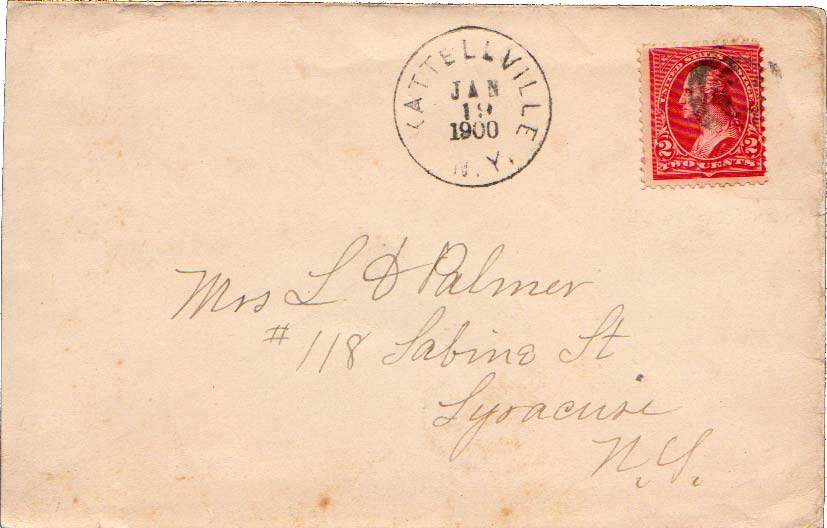 KATTELLVILLE
JAN
19
1900
N.Y.
UNITED STATES POSTAGE
2 2
TWO CENTS
Mrs L D Palmer
# 118 Sabine St
Syracuse
N.Y.